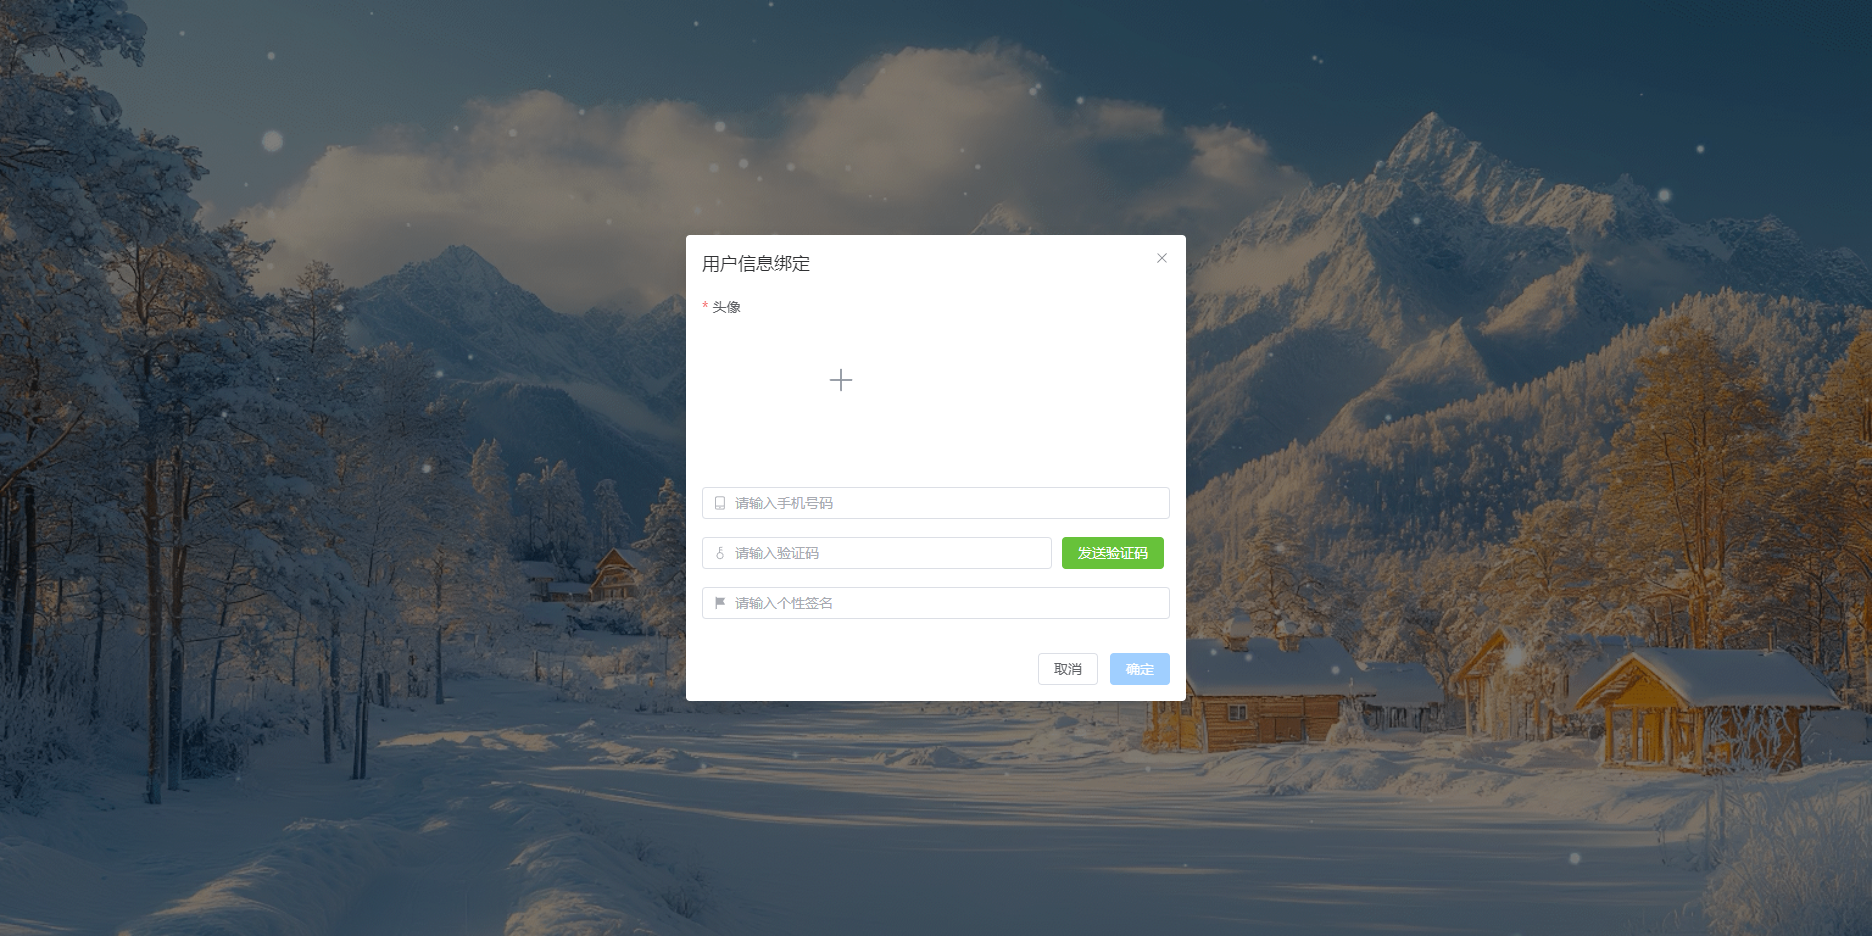 用户信息绑定
* 头像
请输入手机号码
请输入验证码 发送验证码
请输入个性签名
取消 确定